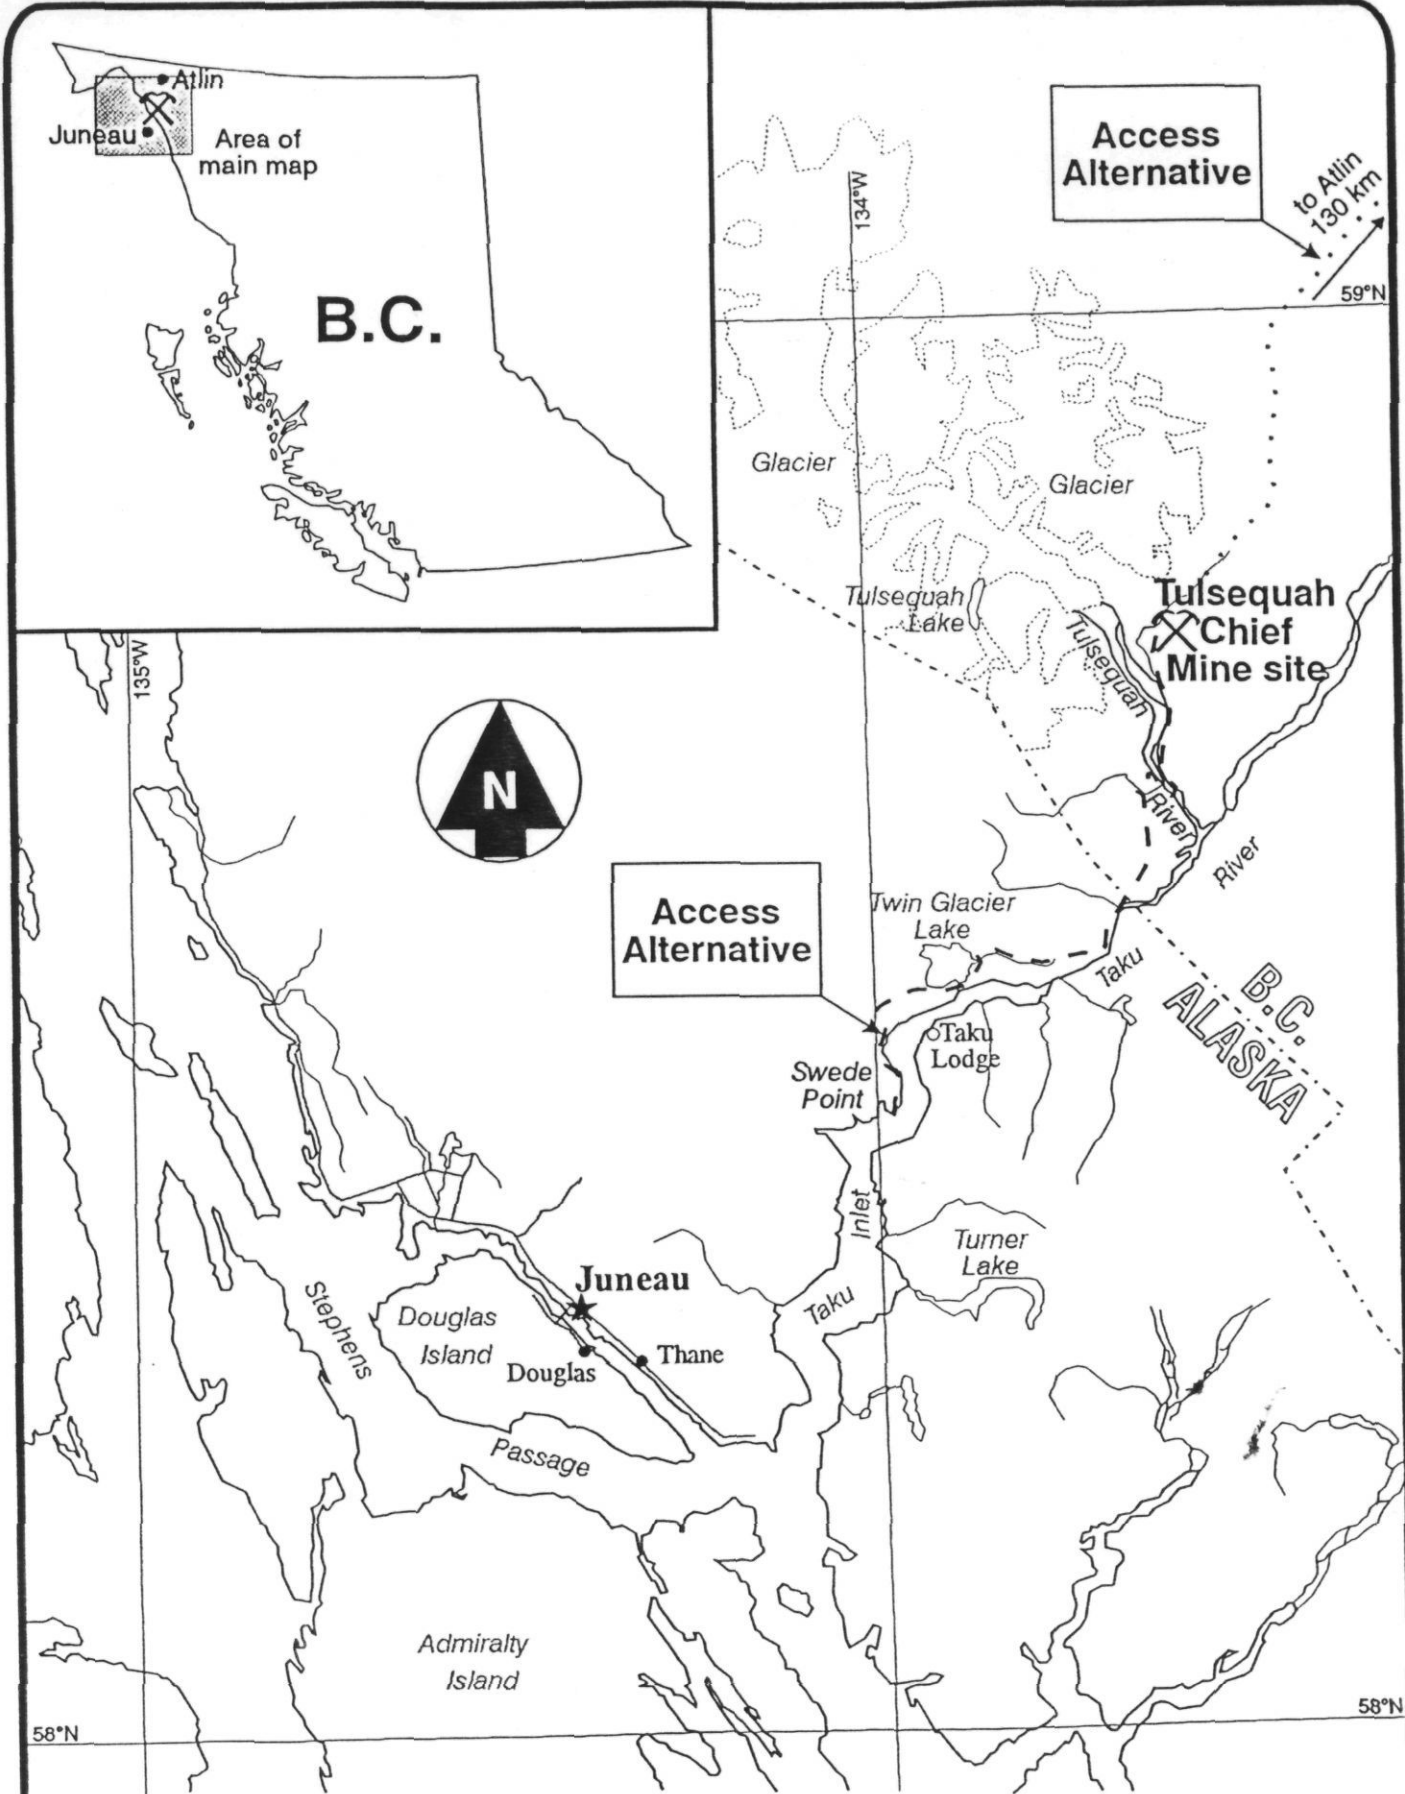 Atlin
Juneau
Area of
main map
B.C.
Access
Alternative
to Atlin
130 km
134°W
59°N
Glacier
Glacier
Tulsequah
Lake
Tulsequah
Chief
Mine site
Tulsequah
River
135°W
N
River
Access
Alternative
Twin Glacier
Lake
Taku
B.C.
ALASKA
Taku
Lodge
Swede
Point
Inlet
Turner
Lake
Taku
Juneau
Stephens
Douglas
Island
Thane
Douglas
Passage
Admiralty
Island
58°N
58°N